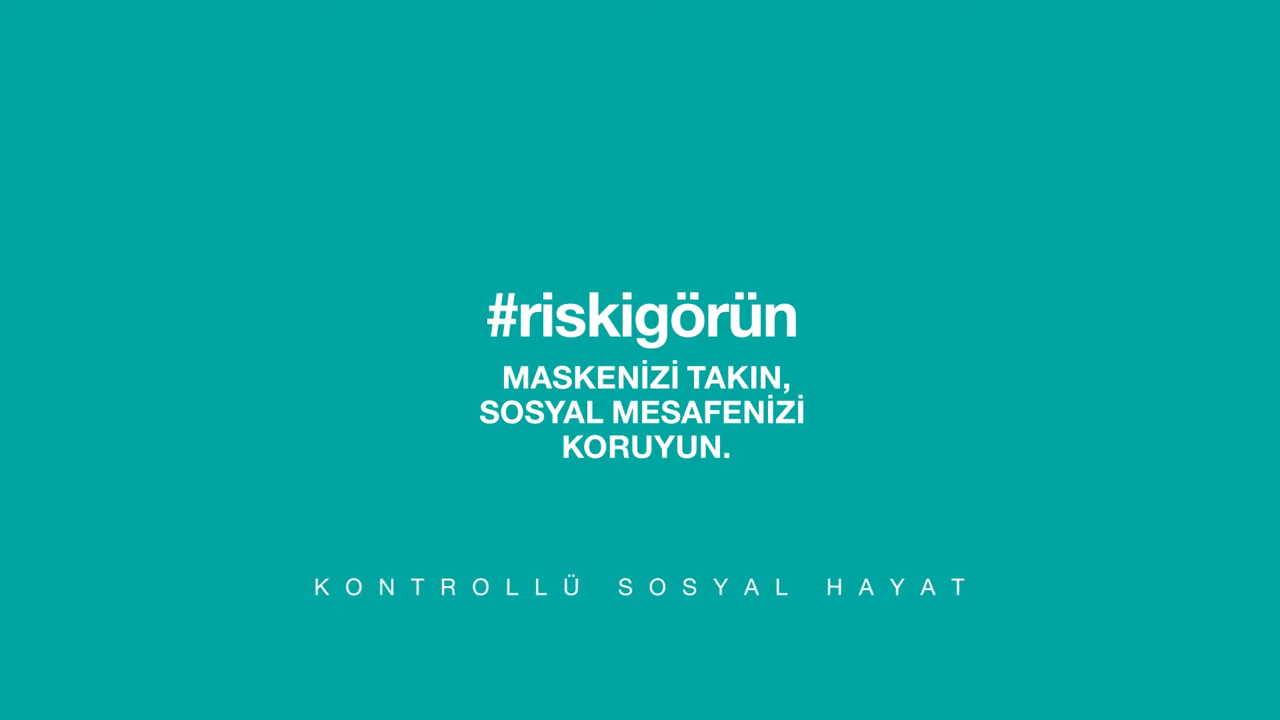 #riskigörün
MASKENİZİ TAKIN,
SOSYAL MESAFENİZİ
KORUYUN.
KONTROLLÜ SOSYAL HAYAT